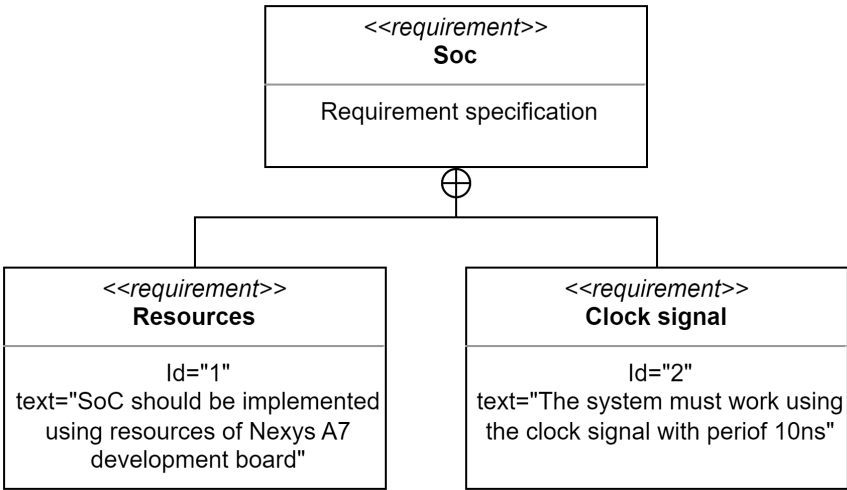 <<requirement>>
Soc
Requirement specification
<<requirement>>
Resources
Id="1"
text="SoC should be implemented
using resources of Nexys A7
development board"
<<requirement>>
Clock signal
Id="2"
text="The system must work using
the clock signal with periof 10ns"